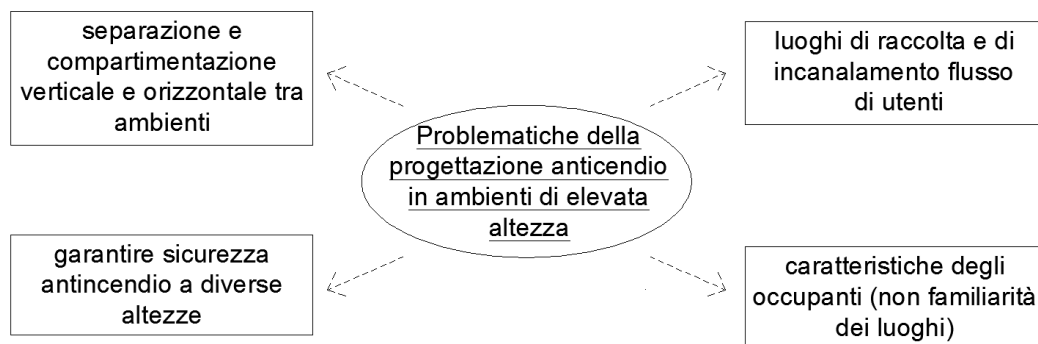 separazione e
compartimentazione
verticale e orizzontale tra
ambienti
luoghi di raccolta e di
incanalamento flusso
di utenti
Problematiche della
progettazione anticendio
in ambienti di elevata
altezza
garantire sicurezza
antincendio a diverse
altezze
caratteristiche degli
occupanti (non familiarità
dei luoghi)